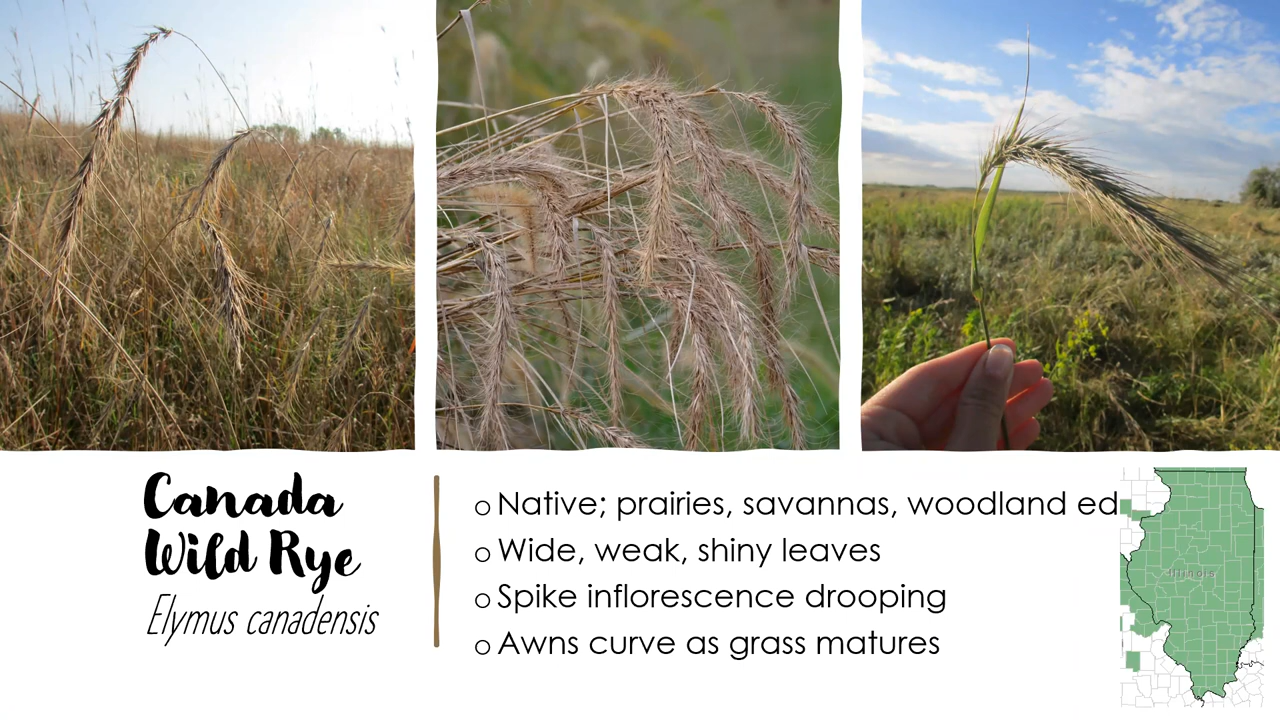 Canada
Wild Rye
Elymus canadensis
o Native; prairies, savannas, woodland ed
o Wide, weak, shiny leaves
o Spike inflorescence drooping
o Awns curve as grass matures
Illinois